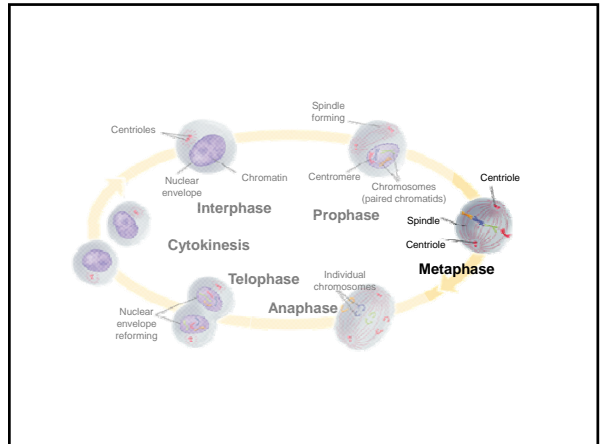 Spindle
forming
Centrioles
Nuclear
envelope
Chromatin
Centromere
Chromosomes
(paired chromatids)
Centriole
Interphase
Prophase
Spindle
Centriole
Cytokinesis
Metaphase
Telophase
Individual
chromosomes
Anaphase
Nuclear
envelope
reforming